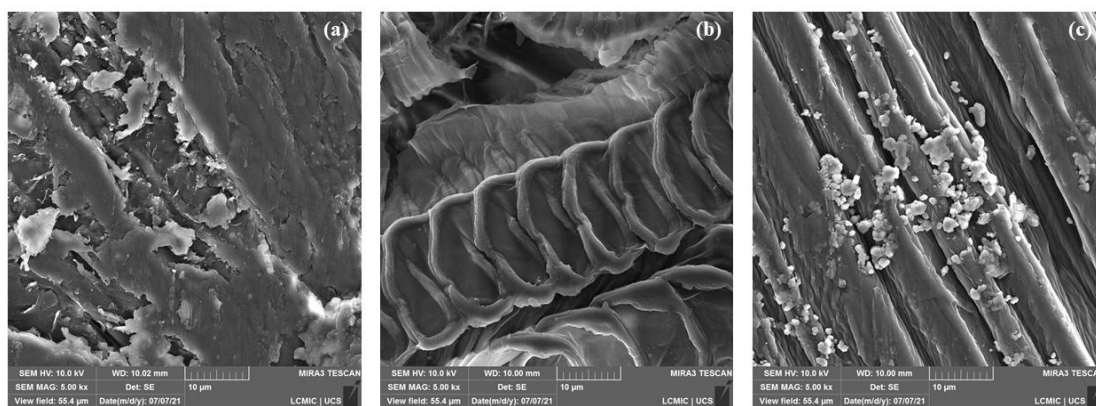 (a)
SEM HV: 10.0 kV WD: 10.02 mm MIRA3 TESCAN
SEM MAG: 5.00 kx Det: SE 10 µm
View field: 55.4 µm Date(m/d/y): 07/07/21 LCMIC | UCS
(b)
SEM HV: 10.0 kV WD: 10.00 mm MIRA3 TESCAN
SEM MAG: 5.00 kx Det: SE 10 µm
View field: 55.4 µm Date(m/d/y): 07/07/21 LCMIC | UCS
(c)
SEM HV: 10.0 kV WD: 10.00 mm MIRA3 TESCAN
SEM MAG: 5.00 kx Det: SE 10 µm
View field: 55.4 µm Date(m/d/y): 07/07/21 LCMIC | UCS